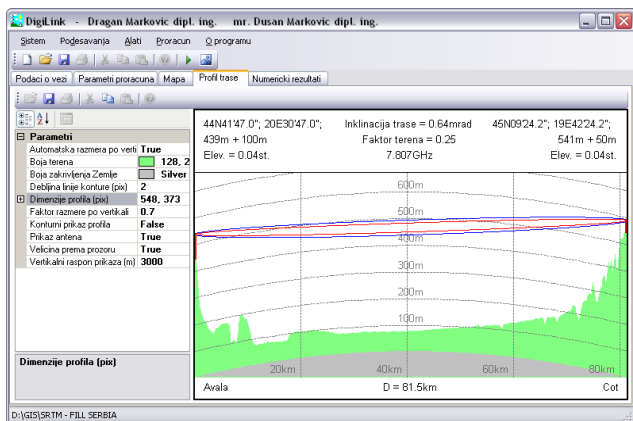 DigiLink - Dragan Markovic dipl. ing. mr. Dusan Markovic dipl. ing.
Sistem Podesavanja Alati Proracun O programu
Podaci o vezi Parametri proracuna Mapa Profil trase Numericki rezultati
Parametri
Automatska razmera po verti True
Boja terena 128, 2
Boja zakrivljenja Zemlje Silver
Debljina linije konture (pix) 2
Dimenzije profila (pix) 548, 373
Faktor razmere po vertikali 0.7
Konturni prikaz profila False
Prikaz antena True
Velicina prema prozoru True
Vertikalni raspon prikaza (m) 3000
Dimenzije profila (pix)
44N41'47.0"; 20E30'47.0"; Inklinacija trase = 0.64mrad 45N09'24.2"; 19E42'24.2";
439m + 100m Faktor terena = 0.25 541m + 50m
Elev. = 0.04st. 7.807GHz Elev. = 0.04st.
600m
500m
400m
300m
200m
100m
20km 40km 60km 80km
Avala D = 81.5km Cot
D:\GIS\SRTM - FILL SERBIA